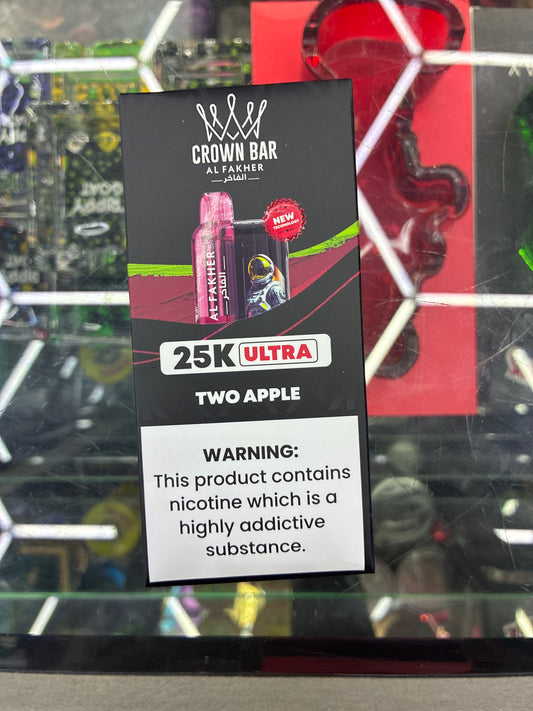 CROWN BAR
AL FAKHER
الفاخر
NEW
TECHNOLOGY
AL FAKHER
الفاخر
25K ULTRA
TWO APPLE
WARNING:
This product contains
nicotine which is a
highly addictive
substance.